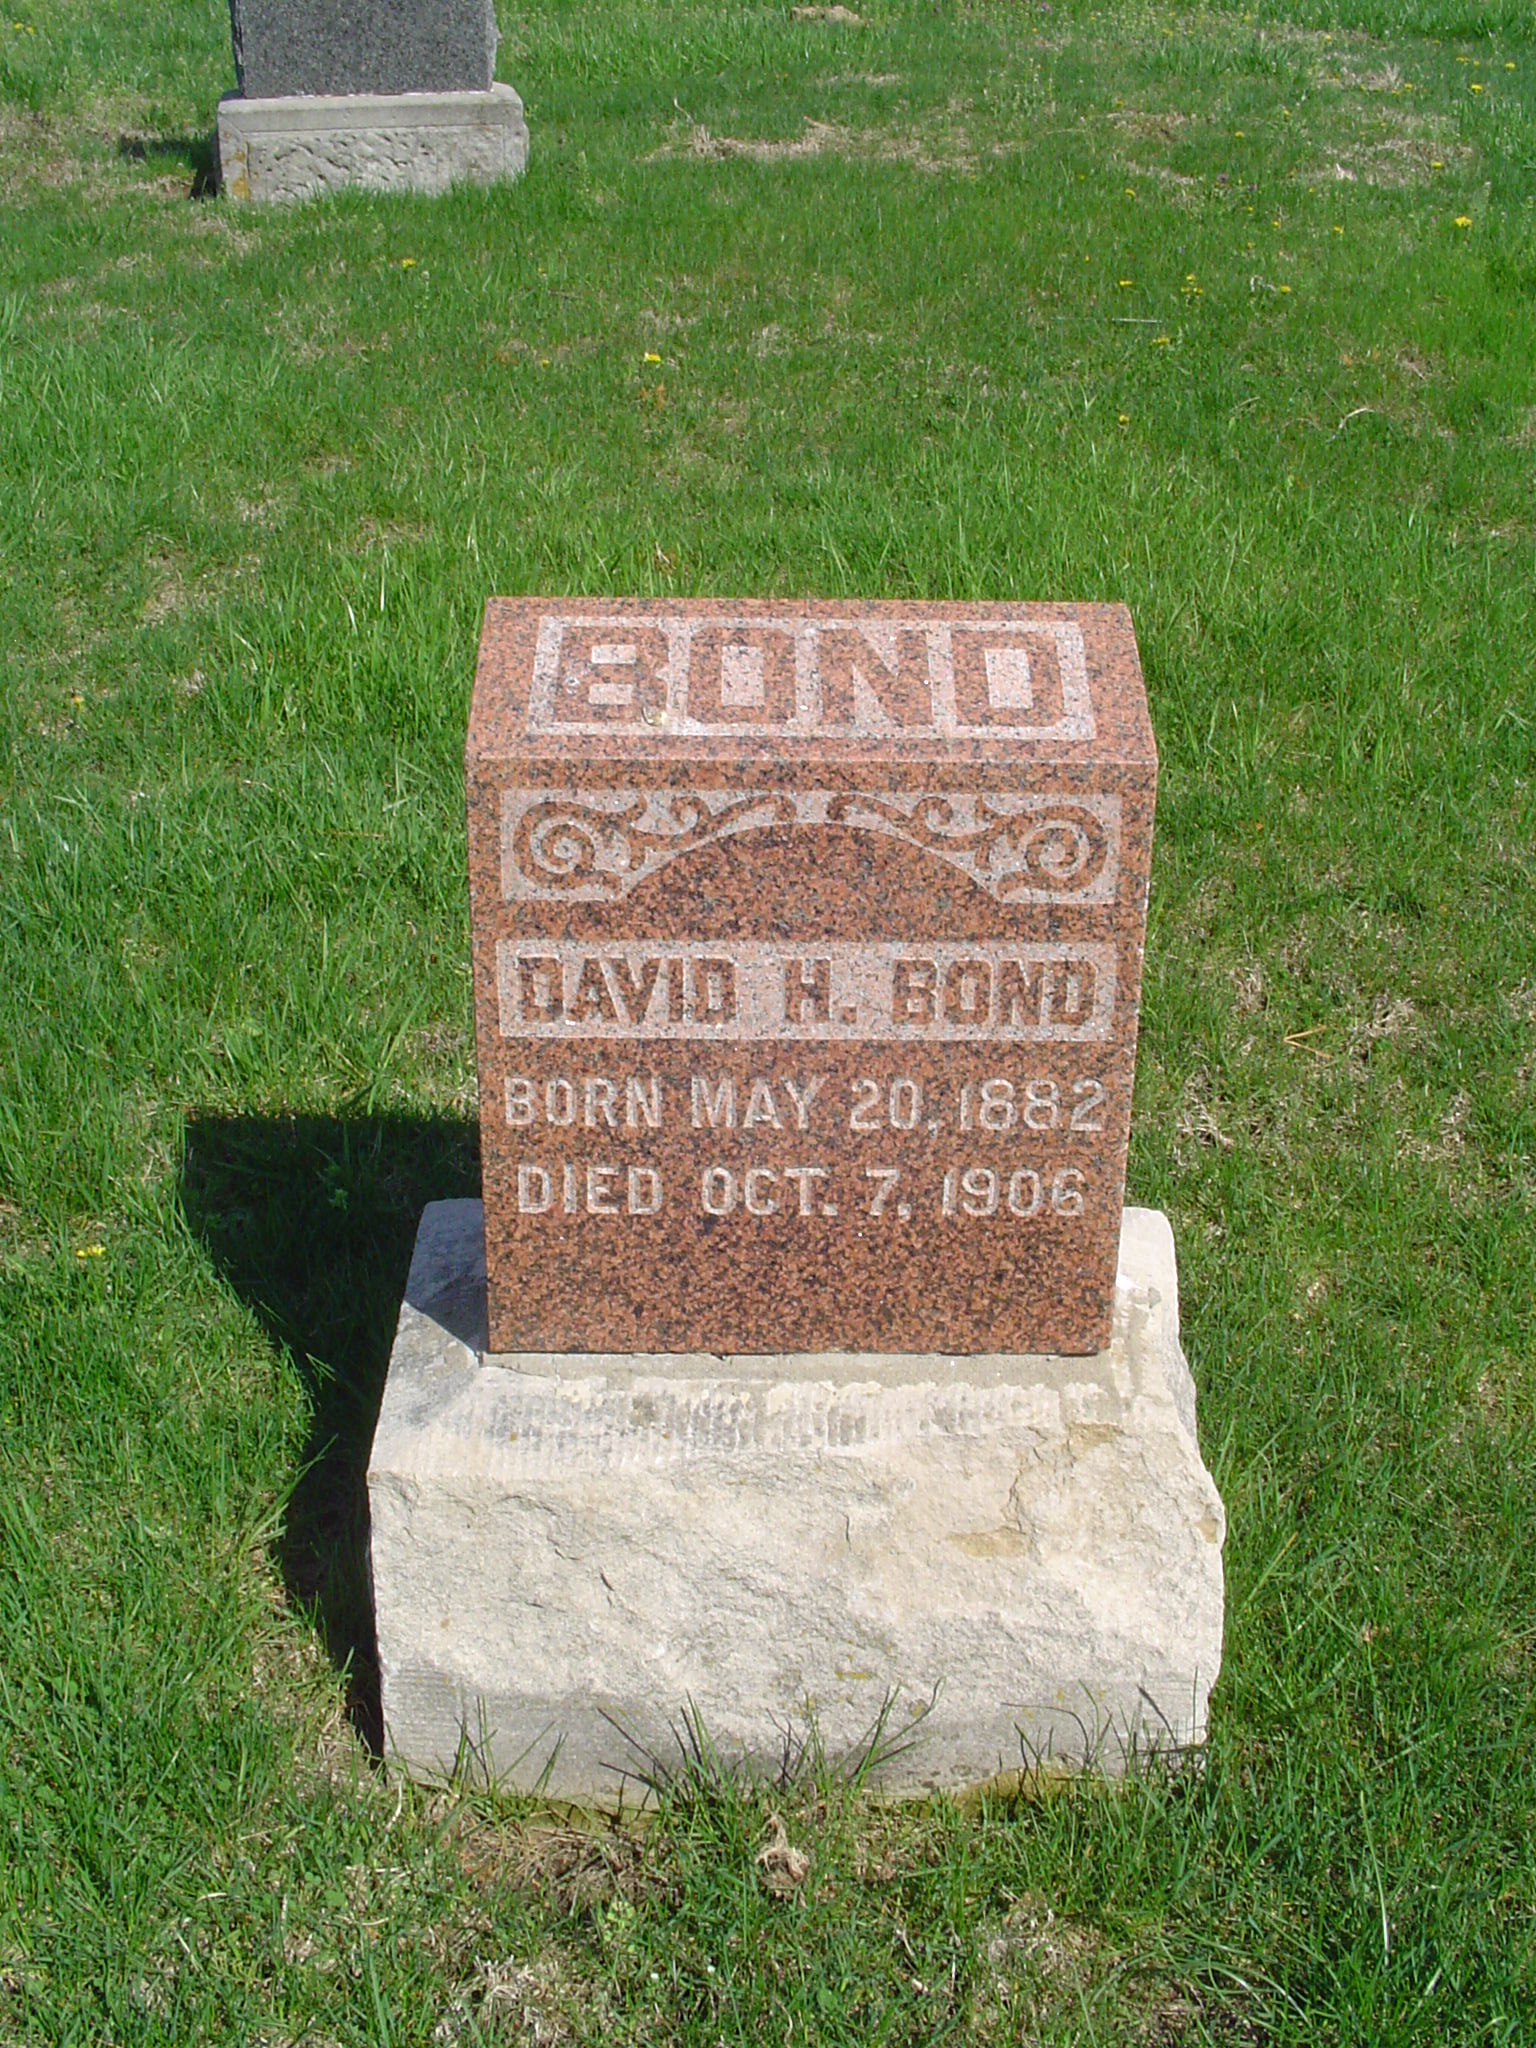 BOND
DAVID H. BOND
BORN MAY 20, 1882
DIED OCT. 7, 1906